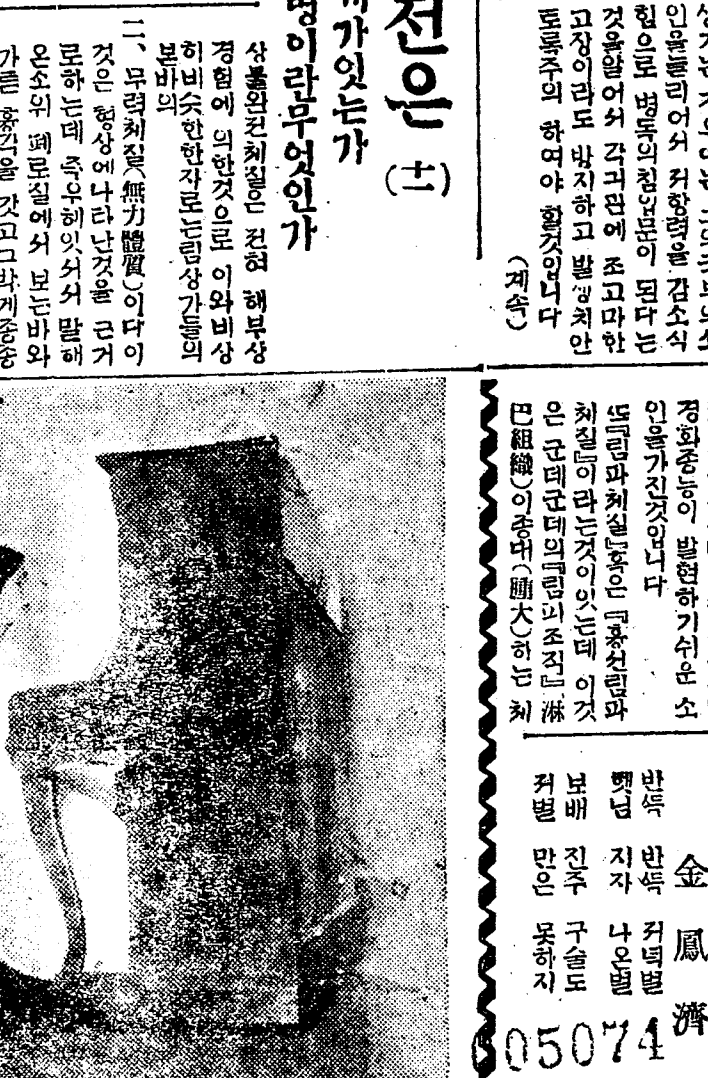 인을늘리어서 저항력을 감소식
힘으로 병독의침입문이 된다는
것을알어서 각긔관에 조고마한
고장이라도 방지하고 발생치안
토록주의 하여야 할것입니다
(계속)
전은 (十一)
가잇는가
이란무엇인가
상불완전체질은 전혀 해부상
경험에 의한것으로 이와비상
히비슷한한자로는림상가들의
본바의
二、무력체질(無力體質)이다이
것은 형상에나타난것을 근거
로하는데 즉우헤잇서서 말해
온소위 폐로질에서 보는바와
가튼 흉곽을 갓고그박게종종
경화종능이 발현하기쉬운 소
인을가진것입니다
또『림파체질』혹은 『흉선림파
체질』이라는것이잇는데 이것
은 군데군데의『림파조직』(淋
巴組織)이종대(腫大)하는 체
金鳳濟
반득 반득 저녁별
햇님 지자 나오별
보배 진주 구슬도
저별 만은 못하지
005074